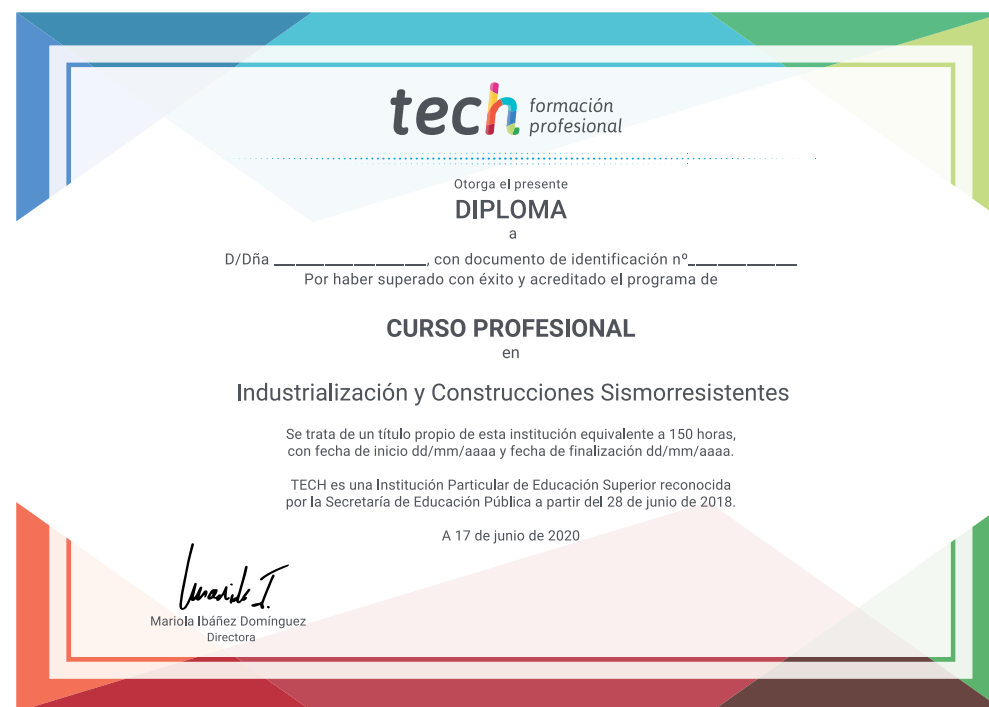 tech formación
profesional
Otorga el presente
DIPLOMA
a
D/Dña ____________________, con documento de identificación nº______________
Por haber superado con éxito y acreditado el programa de
CURSO PROFESIONAL
en
Industrialización y Construcciones Sismorresistentes
Se trata de un título propio de esta institución equivalente a 150 horas,
con fecha de inicio dd/mm/aaaa y fecha de finalización dd/mm/aaaa.
TECH es una Institución Particular de Educación Superior reconocida
por la Secretaría de Educación Pública a partir del 28 de junio de 2018.
A 17 de junio de 2020
Mariola Ibáñez Domínguez
Directora